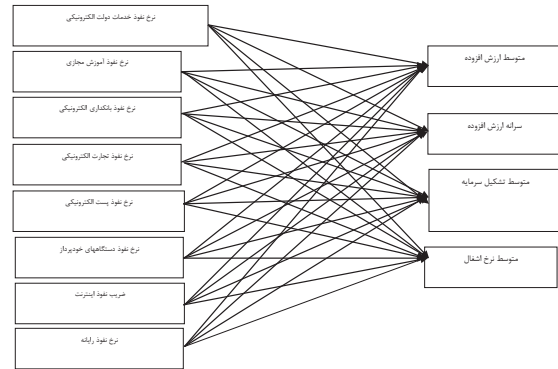 نرخ نفوذ خدمات دولت الکترونیکی
نرخ نفوذ آموزش مجازی
نرخ نفوذ بانکداری الکترونیکی
نرخ نفوذ تجارت الکترونیکی
نرخ نفوذ پست الکترونیکی
نرخ نفوذ دستگاههای خودپرداز
ضریب نفوذ اینترنت
نرخ نفوذ رایانه
متوسط ارزش افزوده
سرانه ارزش افزوده
متوسط تشکیل سرمایه
متوسط نرخ اشغال